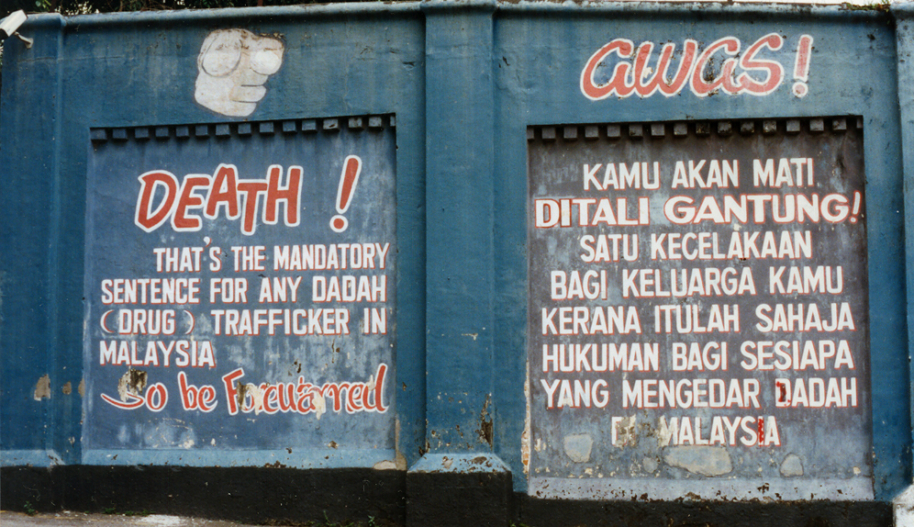 DEATH !
THAT'S THE MANDATORY
SENTENCE FOR ANY DADAH
(DRUG) TRAFFICKER IN
MALAYSIA
So be Forewarned
AWAS!
KAMU AKAN MATI
DITALI GANTUNG!
SATU KECELAKAAN
BAGI KELUARGA KAMU
KERANA ITULAH SAHAJA
HUKUMAN BAGI SESIAPA
YANG MENGEDAR DADAH
DI MALAYSIA